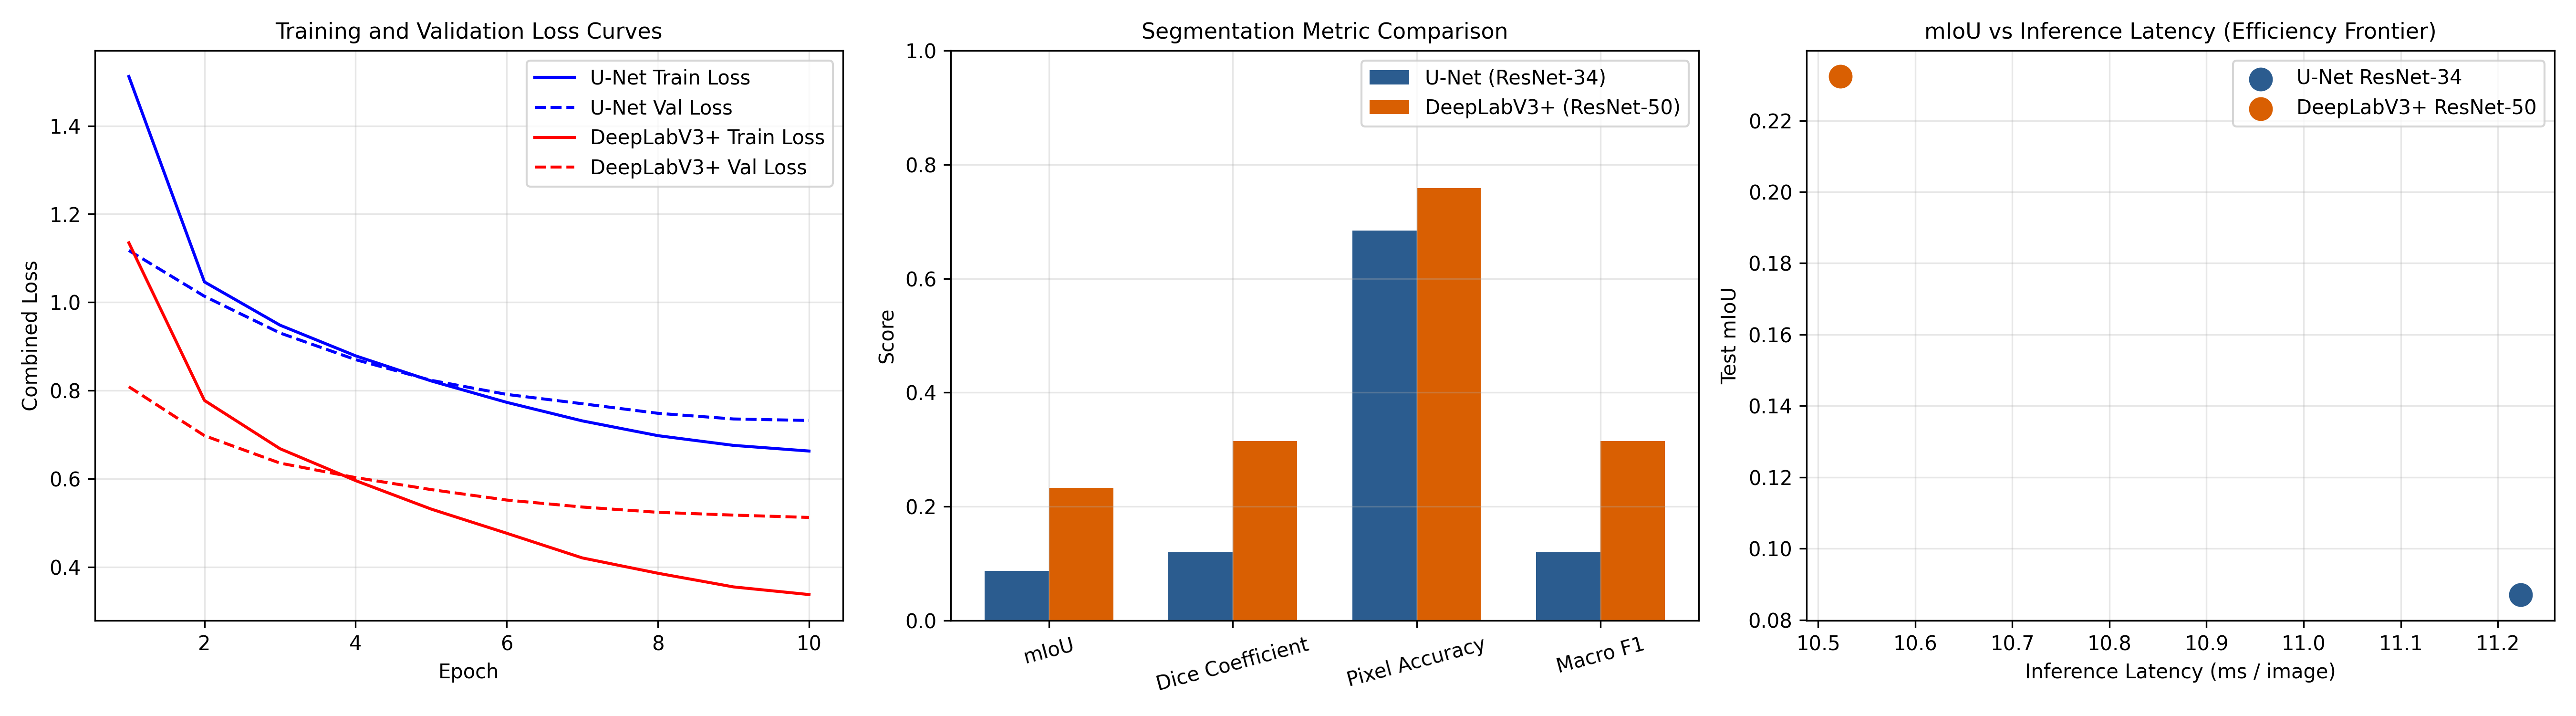 Training and Validation Loss Curves
U-Net Train Loss
U-Net Val Loss
DeepLabV3+ Train Loss
DeepLabV3+ Val Loss
Combined Loss
1.4
1.2
1.0
0.8
0.6
0.4
2
4
6
8
10
Epoch
Segmentation Metric Comparison
U-Net (ResNet-34)
DeepLabV3+ (ResNet-50)
Score
1.0
0.8
0.6
0.4
0.2
0.0
mIoU
Dice Coefficient
Pixel Accuracy
Macro F1
mIoU vs Inference Latency (Efficiency Frontier)
U-Net ResNet-34
DeepLabV3+ ResNet-50
Test mIoU
0.22
0.20
0.18
0.16
0.14
0.12
0.10
0.08
10.5
10.6
10.7
10.8
10.9
11.0
11.1
11.2
Inference Latency (ms / image)